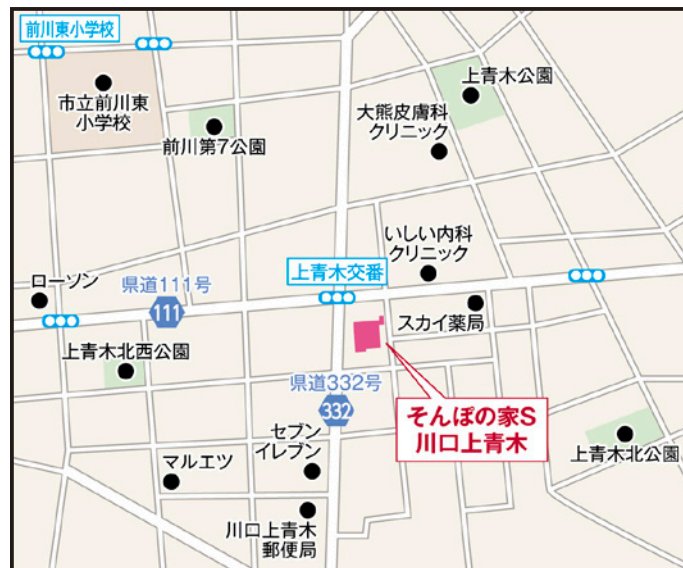 前川東小学校
市立前川東
小学校
前川第7公園
上青木公園
大熊皮膚科
クリニック
いしい内科
クリニック
上青木交番
県道111号
111
ローソン
スカイ薬局
上青木北西公園
県道332号
332
そんぽの家S
川口上青木
セブン
イレブン
マルエツ
上青木北公園
川口上青木
郵便局